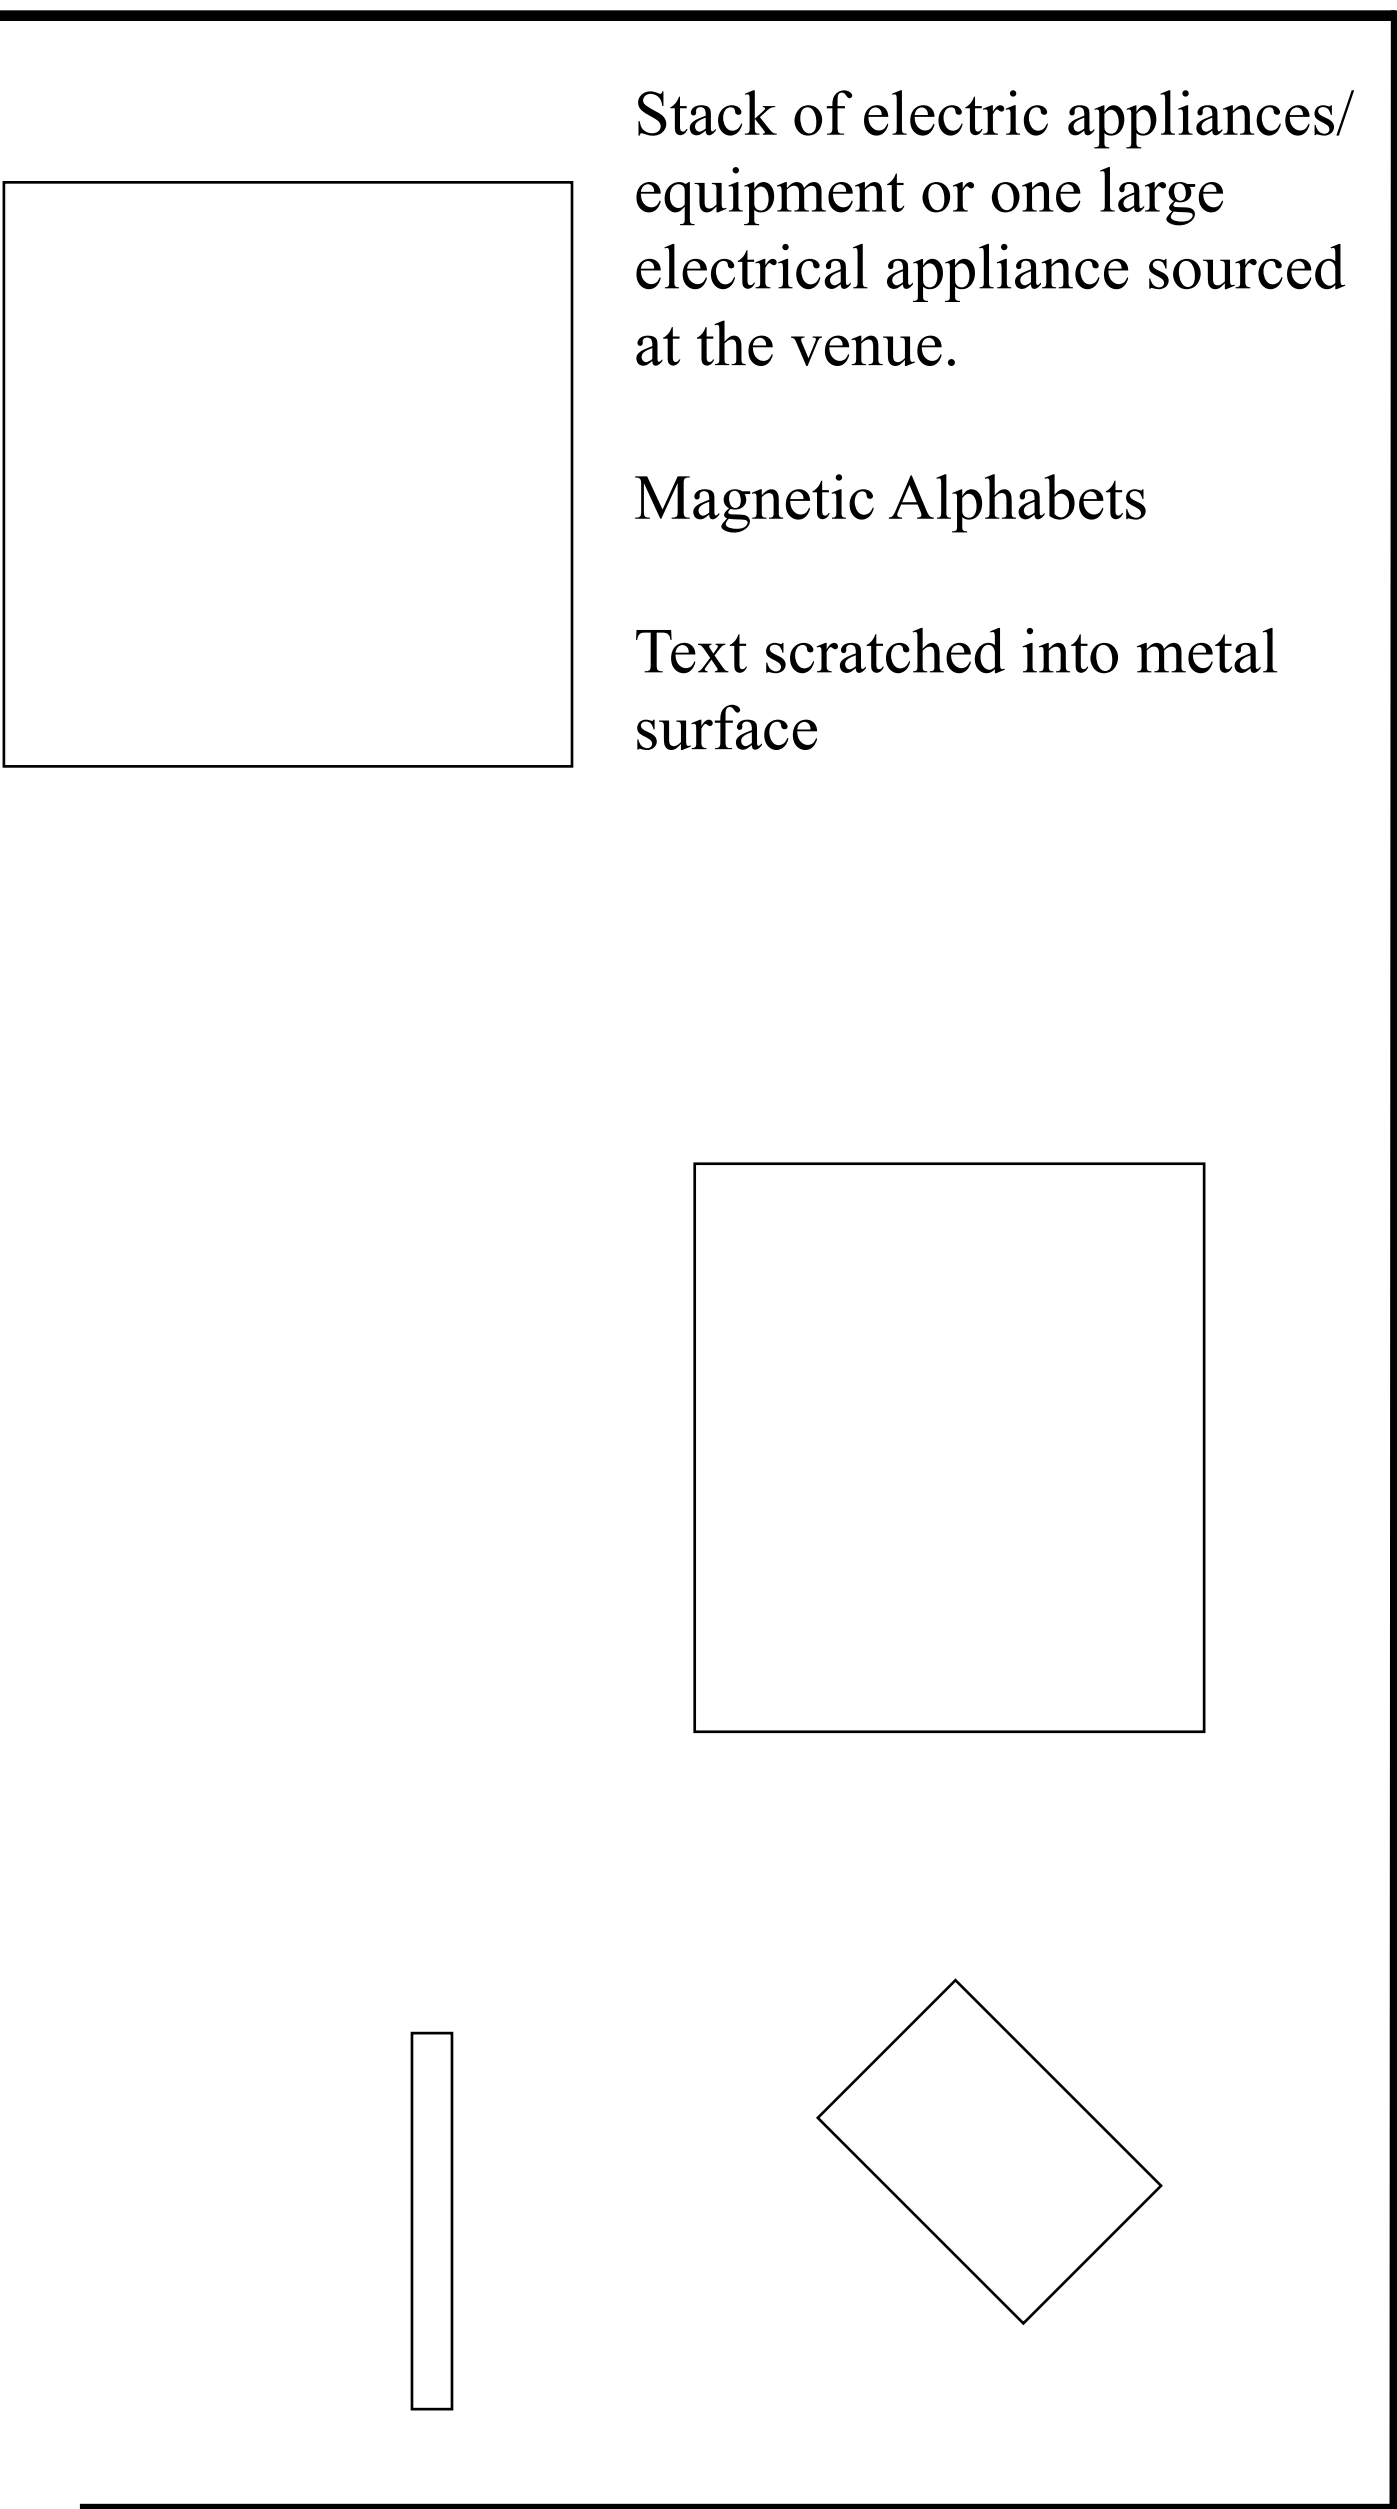 Stack of electric appliances/
equipment or one large
electrical appliance sourced
at the venue.
Magnetic Alphabets
Text scratched into metal
surface